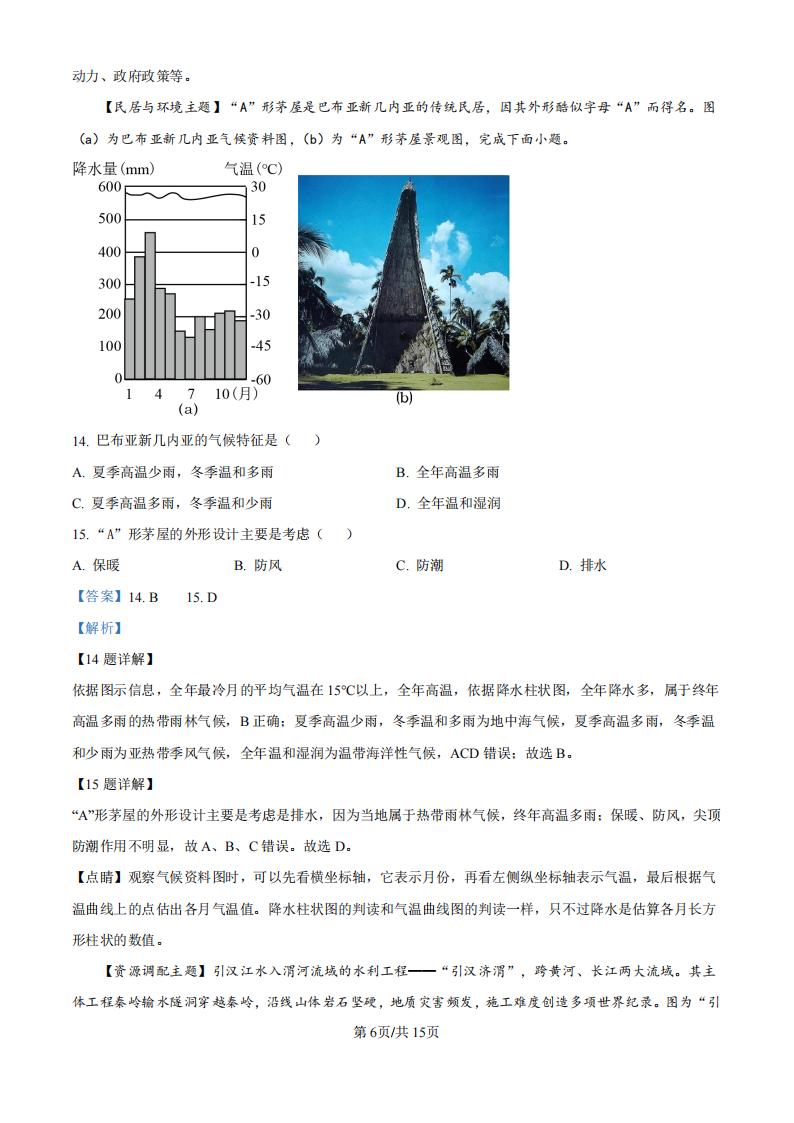 动力、政府政策等。
【民居与环境主题】“A”形茅屋是巴布亚新几内亚的传统民居，因其外形酷似字母“A”而得名。图
（a）为巴布亚新几内亚气候资料图，（b）为“A”形茅屋景观图，完成下面小题。
降水量(mm) 气温(℃)
600 30
500 15
400 0
300 -15
200 -30
100 -45
0 -60
1 4 7 10(月)
(a)
(b)
14. 巴布亚新几内亚的气候特征是（ ）
A. 夏季高温少雨，冬季温和多雨 B. 全年高温多雨
C. 夏季高温多雨，冬季温和少雨 D. 全年温和湿润
15. “A”形茅屋的外形设计主要是考虑（ ）
A. 保暖 B. 防风 C. 防潮 D. 排水
【答案】14. B 15. D
【解析】
【14 题详解】
依据图示信息，全年最冷月的平均气温在 15℃以上，全年高温，依据降水柱状图，全年降水多，属于终年
高温多雨的热带雨林气候，B 正确；夏季高温少雨，冬季温和多雨为地中海气候，夏季高温多雨，冬季温
和少雨为亚热带季风气候，全年温和湿润为温带海洋性气候，ACD 错误；故选 B。
【15 题详解】
“A”形茅屋的外形设计主要是考虑是排水，因为当地属于热带雨林气候，终年高温多雨；保暖、防风，尖顶
防潮作用不明显，故 A、B、C 错误。故选 D。
【点睛】观察气候资料图时，可以先看横坐标轴，它表示月份，再看左侧纵坐标轴表示气温，最后根据气
温曲线上的点估出各月气温值。降水柱状图的判读和气温曲线图的判读一样，只不过降水是估算各月长方
形柱状的数值。
【资源调配主题】引汉江水入渭河流域的水利工程——“引汉济渭”，跨黄河、长江两大流域。其主
体工程秦岭输水隧洞穿越秦岭，沿线山体岩石坚硬，地质灾害频发，施工难度创造多项世界纪录。图为“引
第 6页/共 15页